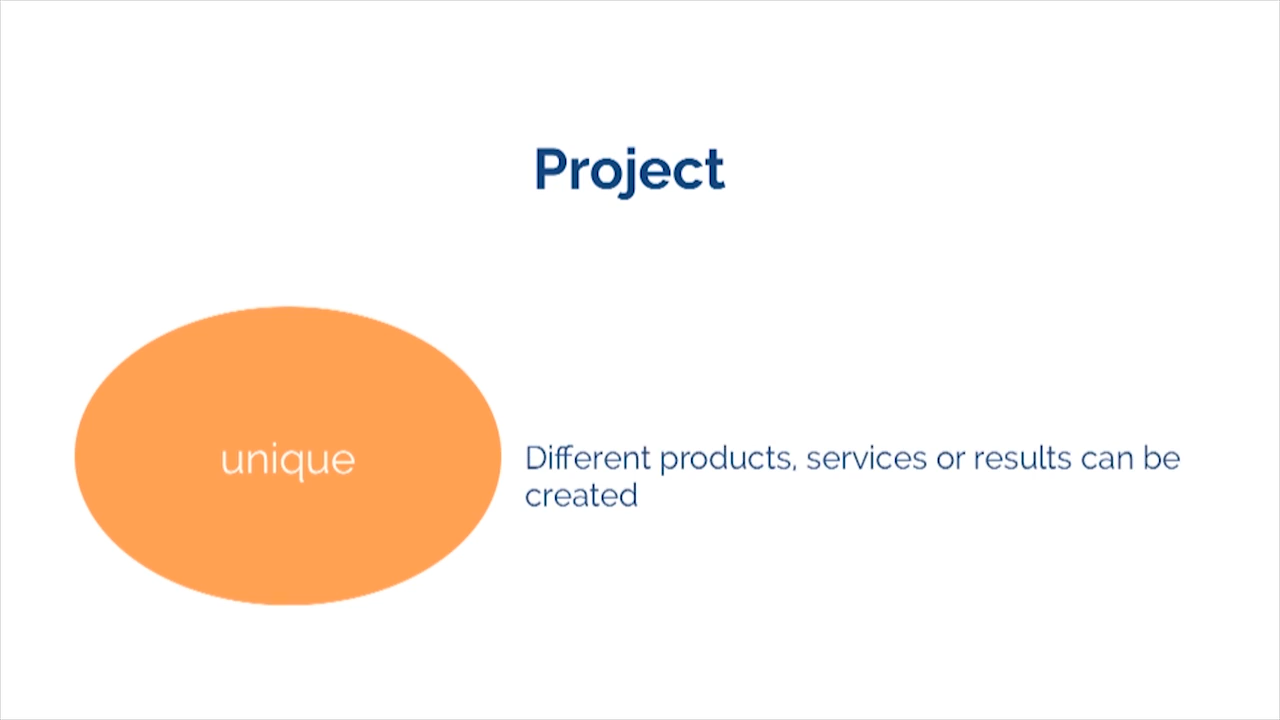 Project
unique
Different products, services or results can be
created